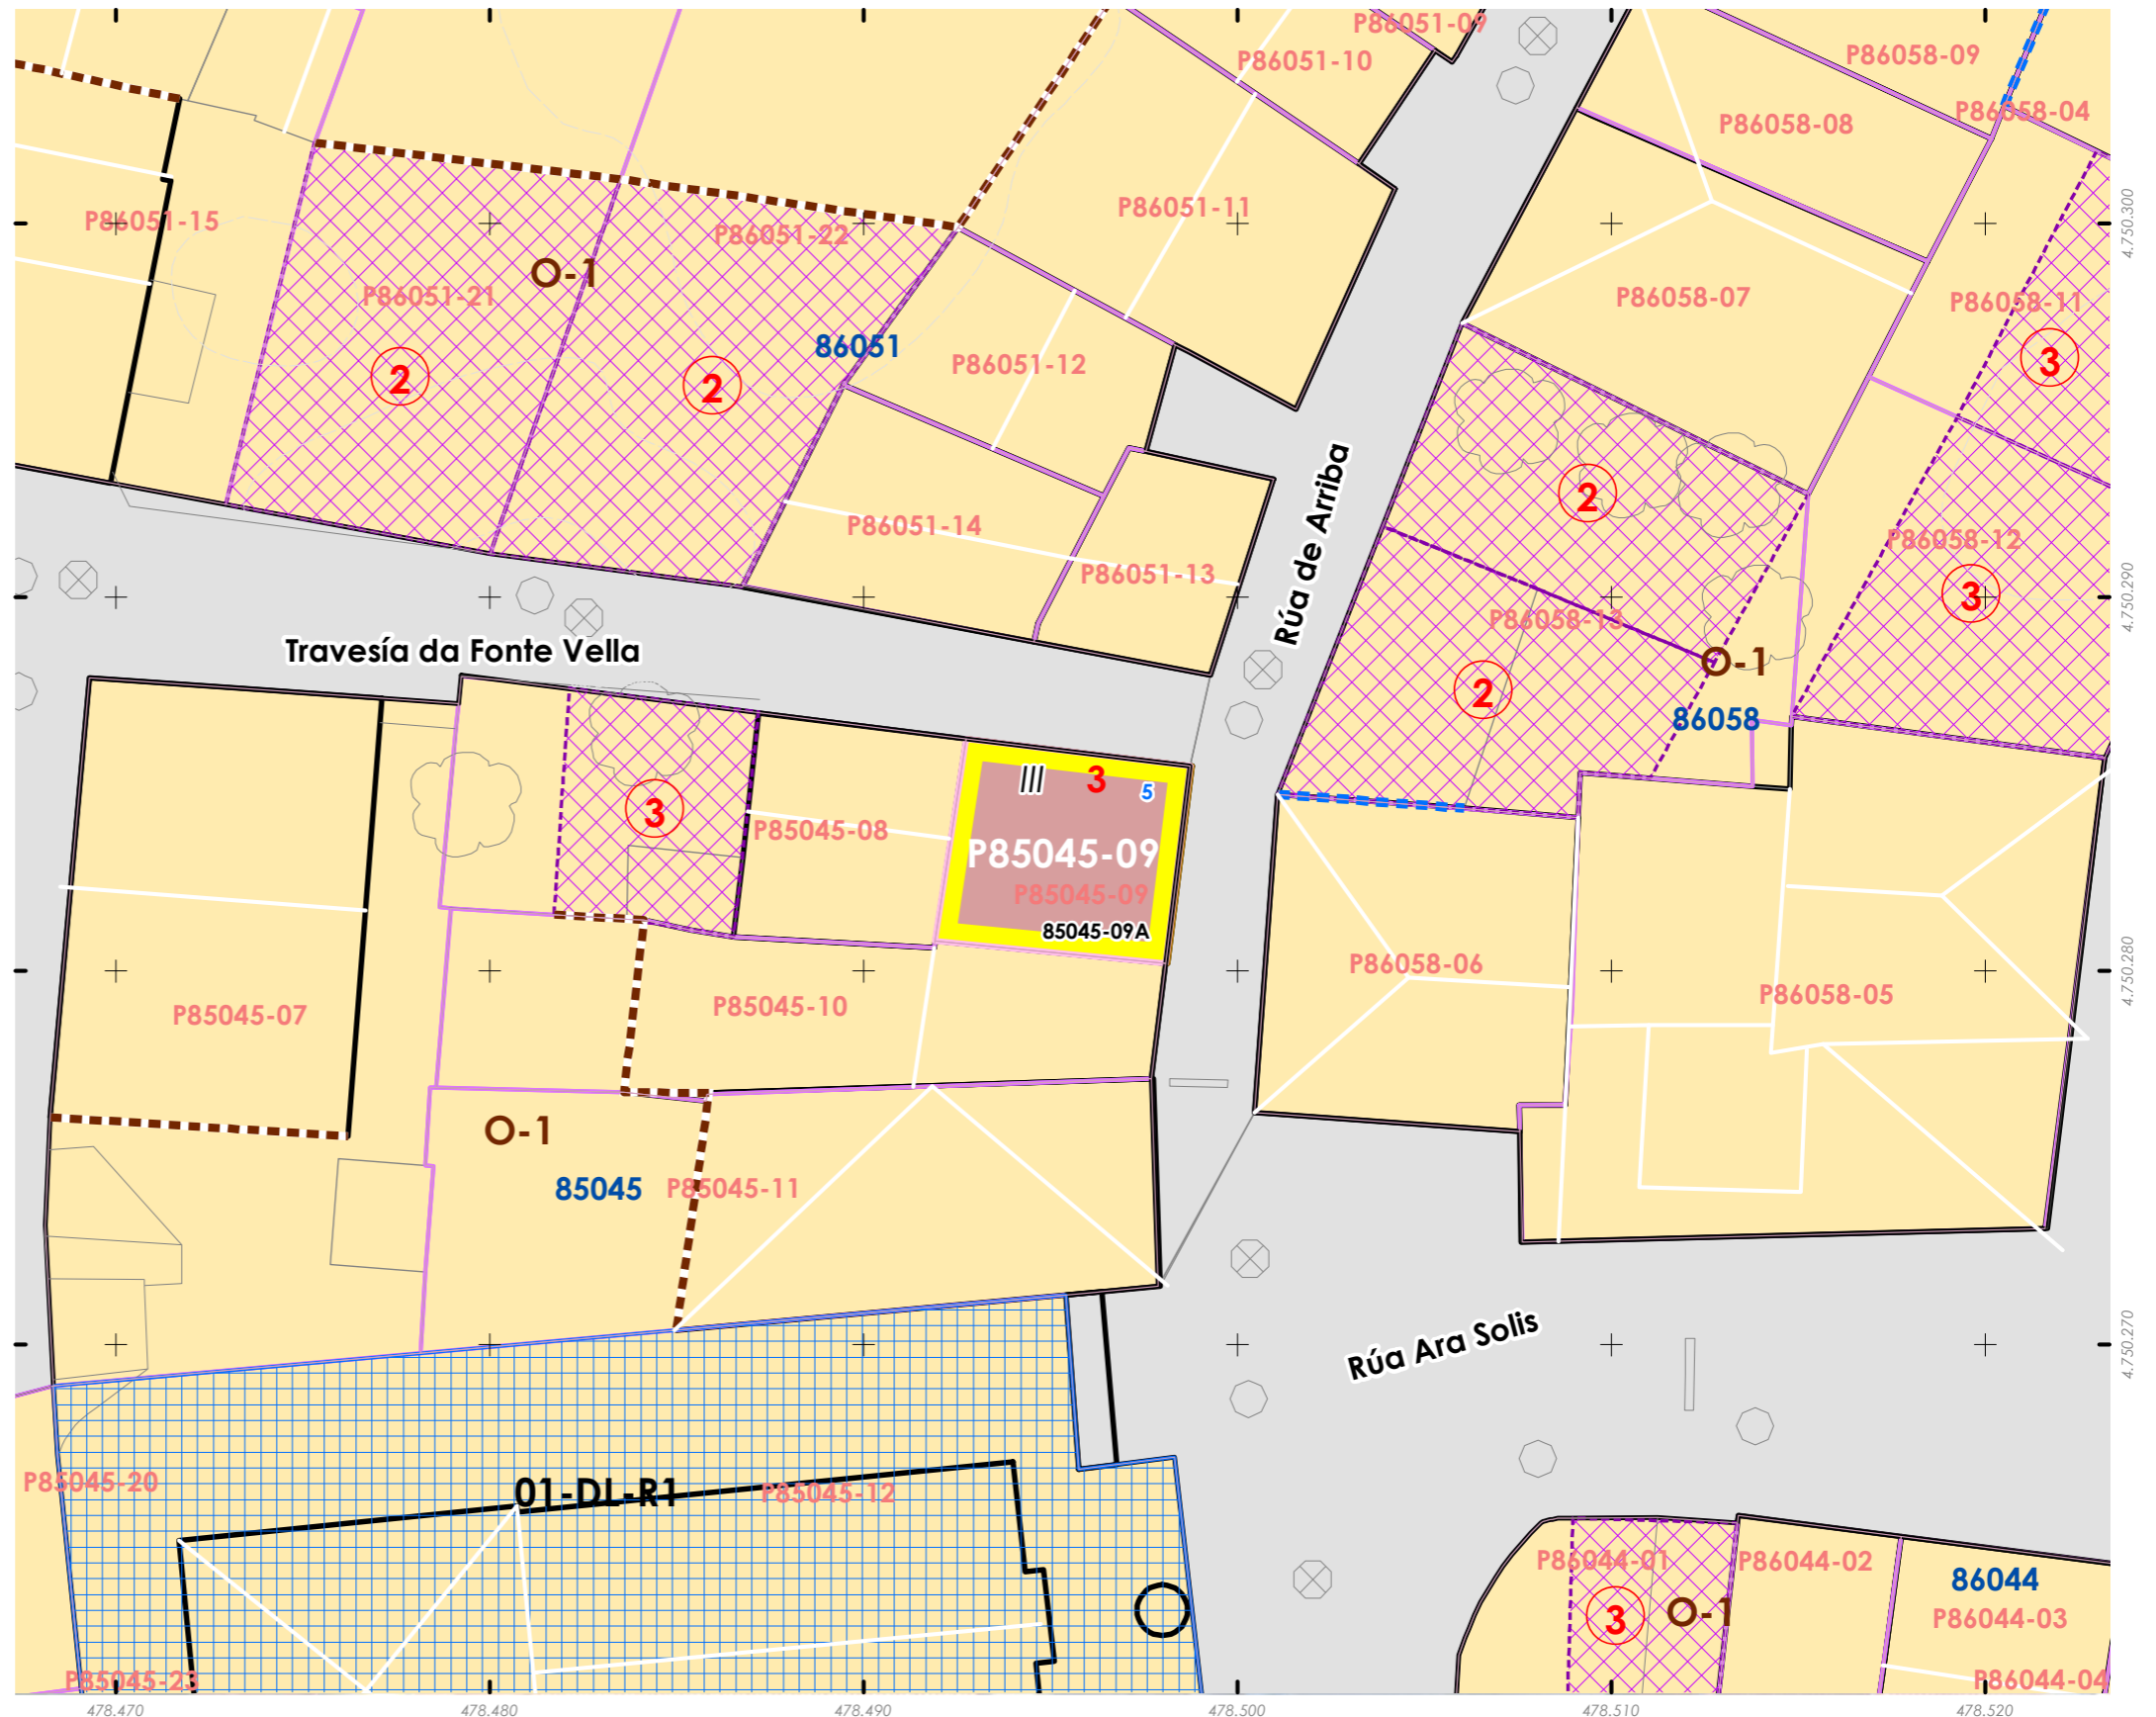 P86051-09
P86051-10
P86058-09
P86058-04
P86058-08
P86051-15
P86051-22
P86051-11
4.750.300
O-1
P86051-21
P86058-07
P86058-11
86051
2
2
P86051-12
3
Rúa de Arriba
2
P86051-14
P86058-12
P86051-13
3
4.750.290
P86058-13
Travesía da Fonte Vella
2
O-1
86058
III 3 5
3
P85045-08
P85045-09
P85045-09
85045-09A
P86058-06
4.750.280
P85045-07
P85045-10
P86058-05
O-1
85045
P85045-11
Rúa Ara Solis
4.750.270
P85045-20
01-DL-R1
P85045-12
P86044-01
P86044-02
86044
3
O-1
P86044-03
P85045-23
P86044-04
478.470 478.480 478.490 478.500 478.510 478.520